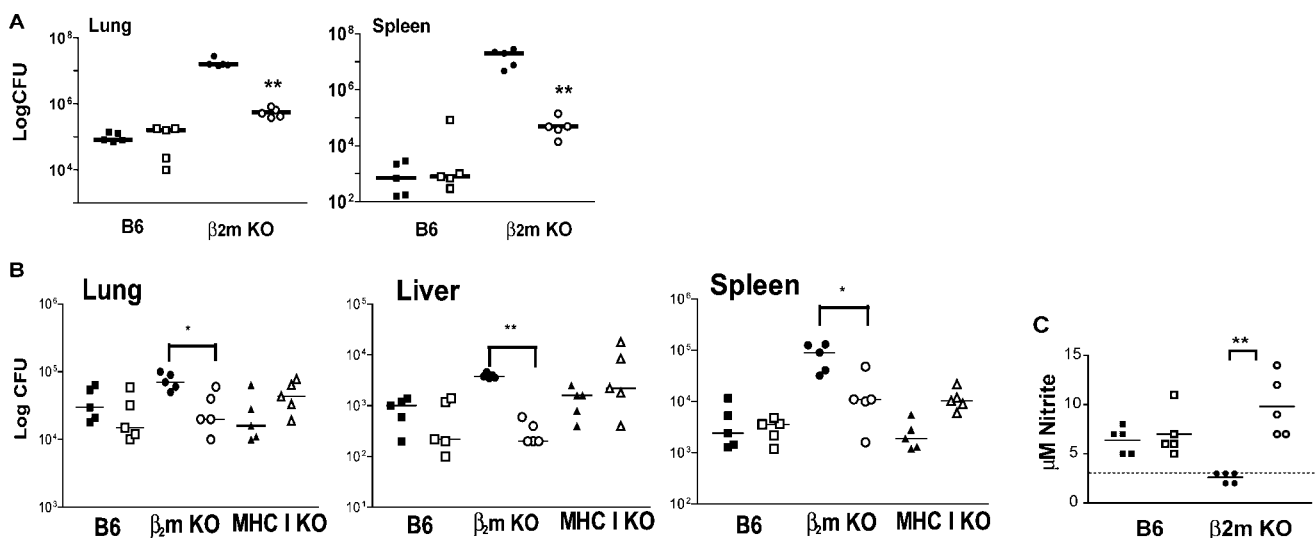 A
Lung
Spleen
LogCFU
10⁸
10⁶
10⁴
**
10⁸
10⁶
10⁴
10²
**
B6
β2m KO
B6
β2m KO
B
Lung
Liver
Spleen
Log CFU
10⁶
10⁵
10⁴
10³
*
10⁵
10⁴
10³
10²
10¹
**
10⁶
10⁵
10⁴
10³
10²
*
B6
β₂m KO
MHC I KO
B6
β₂m KO
MHC I KO
B6
β₂m KO
MHC I KO
C
μM Nitrite
15
10
5
0
**
B6
β2m KO